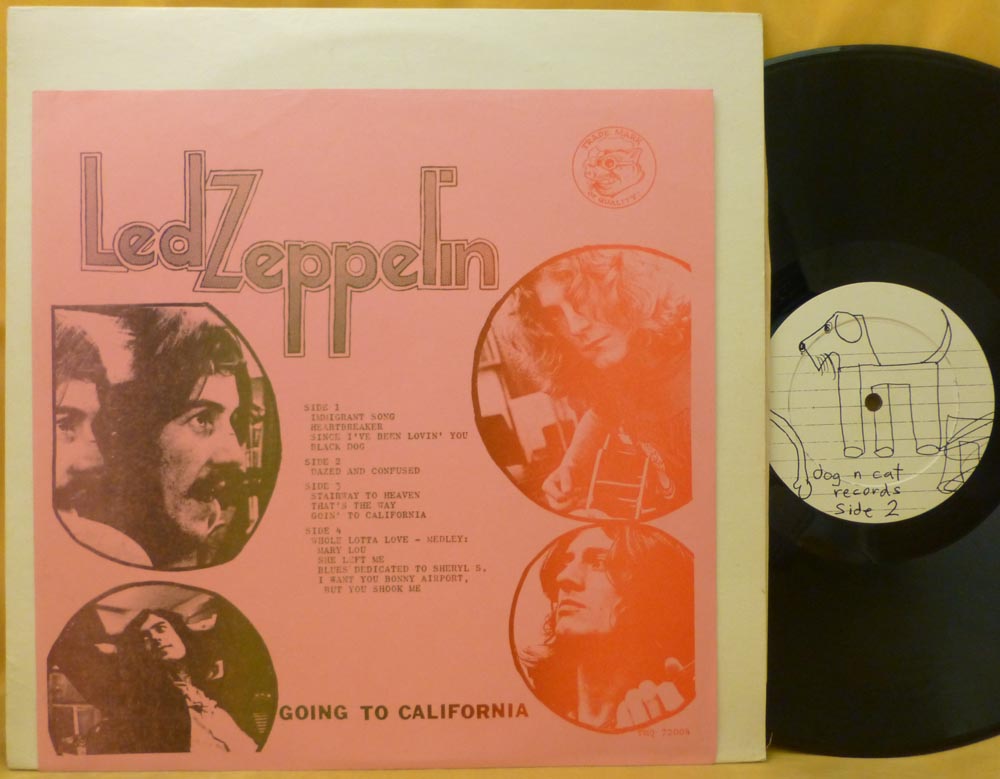 TRADE MARK
OF QUALITY
Led Zeppelin
SIDE 1
IMMIGRANT SONG
HEARTBREAKER
SINCE I'VE BEEN LOVIN' YOU
BLACK DOG
SIDE 2
DAZED AND CONFUSED
SIDE 3
STAIRWAY TO HEAVEN
THAT'S THE WAY
GOIN' TO CALIFORNIA
SIDE 4
WHOLE LOTTA LOVE - MEDLEY:
MARY LOU
SHE LEFT ME
BLUES DEDICATED TO SHERYL S.
I WANT YOU BONNY AIRPORT,
BUT YOU SHOOK ME
GOING TO CALIFORNIA
TMQ 72004
dog n cat
records
Side 2